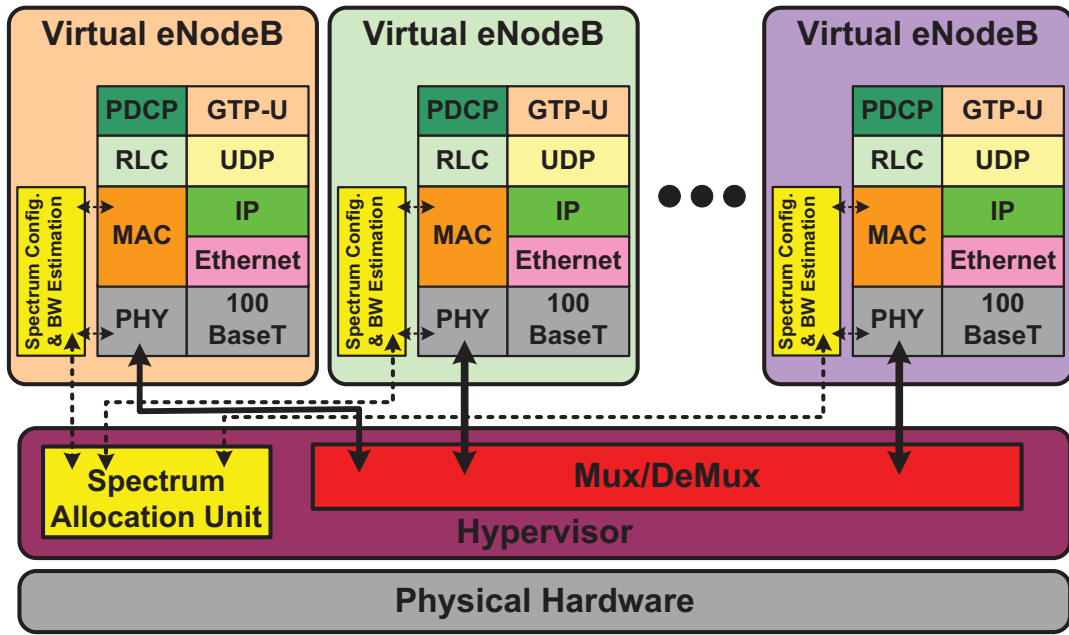 Virtual eNodeB
PDCP
GTP-U
RLC
UDP
Spectrum Config.
& BW Estimation
MAC
IP
Ethernet
PHY
100
BaseT
Virtual eNodeB
PDCP
GTP-U
RLC
UDP
Spectrum Config.
& BW Estimation
MAC
IP
Ethernet
PHY
100
BaseT
Virtual eNodeB
PDCP
GTP-U
RLC
UDP
Spectrum Config.
& BW Estimation
MAC
IP
Ethernet
PHY
100
BaseT
Spectrum
Allocation Unit
Mux/DeMux
Hypervisor
Physical Hardware